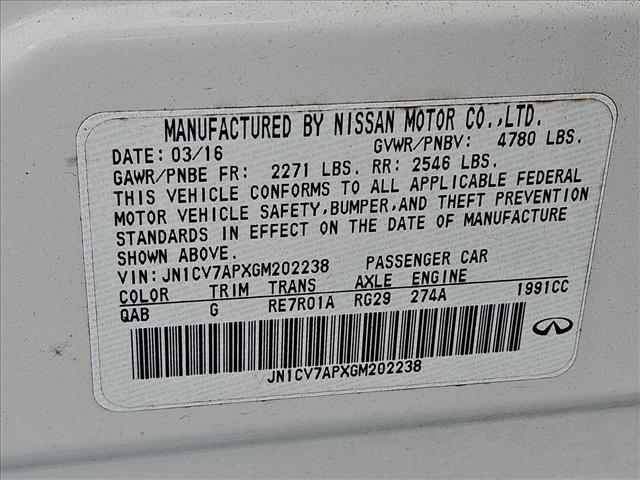 MANUFACTURED BY NISSAN MOTOR CO.,LTD.
DATE: 03/16 GVWR/PNBV: 4780 LBS.
GAWR/PNBE FR: 2271 LBS. RR: 2546 LBS.
THIS VEHICLE CONFORMS TO ALL APPLICABLE FEDERAL
MOTOR VEHICLE SAFETY,BUMPER,AND THEFT PREVENTION
STANDARDS IN EFFECT ON THE DATE OF MANUFACTURE
SHOWN ABOVE.
VIN: JN1CV7APXGM202238 PASSENGER CAR
COLOR TRIM TRANS AXLE ENGINE
QAB G RE7R01A RG29 274A 1991CC
JN1CV7APXGM202238